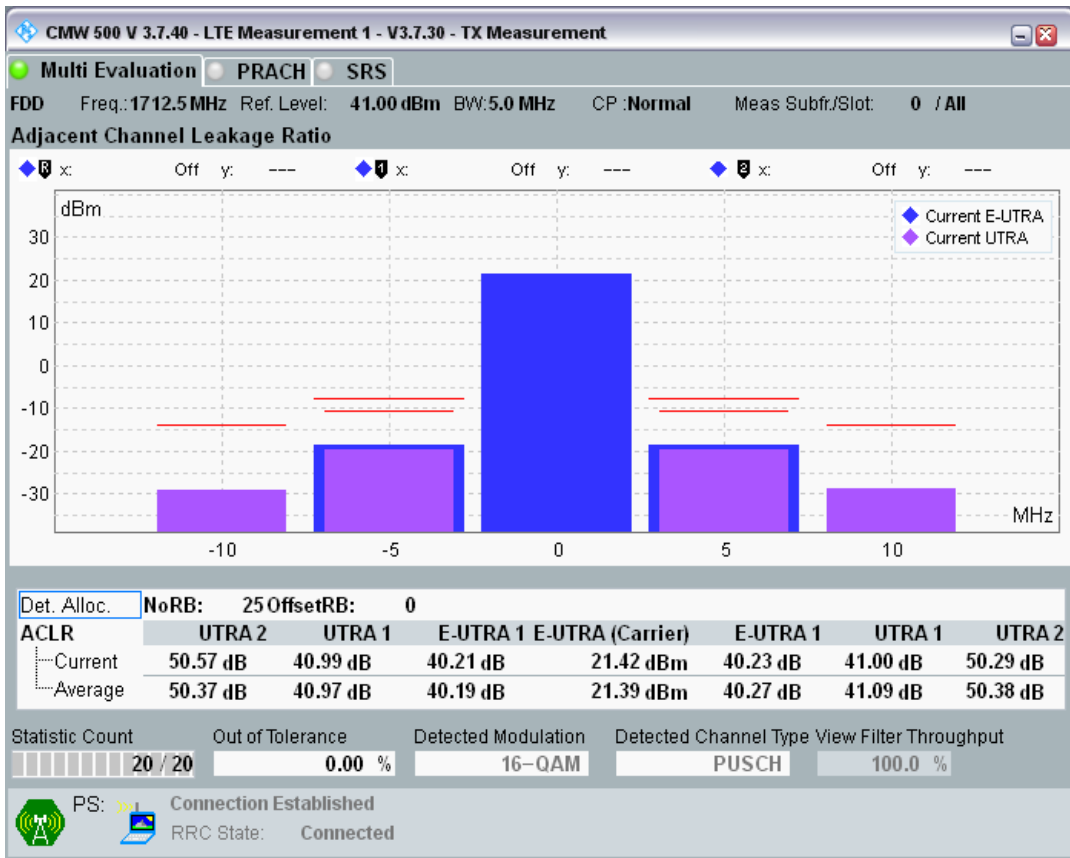 CMW 500 V 3.7.40 - LTE Measurement 1 - V3.7.30 - TX Measurement
Multi Evaluation PRACH SRS
FDD Freq.:1712.5 MHz Ref. Level: 41.00 dBm BW:5.0 MHz CP :Normal Meas Subfr./Slot: 0 / All
Adjacent Channel Leakage Ratio
R x: Off y: --- 1 x: Off y: --- 2 x: Off y: ---
dBm
Current E-UTRA
Current UTRA
30
20
10
0
-10
-20
-30
MHz
-10 -5 0 5 10
Det. Alloc. NoRB: 25 OffsetRB: 0
ACLR UTRA 2 UTRA 1 E-UTRA 1 E-UTRA (Carrier) E-UTRA 1 UTRA 1 UTRA 2
Current 50.57 dB 40.99 dB 40.21 dB 21.42 dBm 40.23 dB 41.00 dB 50.29 dB
Average 50.37 dB 40.97 dB 40.19 dB 21.39 dBm 40.27 dB 41.09 dB 50.38 dB
Statistic Count Out of Tolerance Detected Modulation Detected Channel Type View Filter Throughput
20 / 20 0.00 % 16-QAM PUSCH 100.0 %
PS: Connection Established
RRC State: Connected